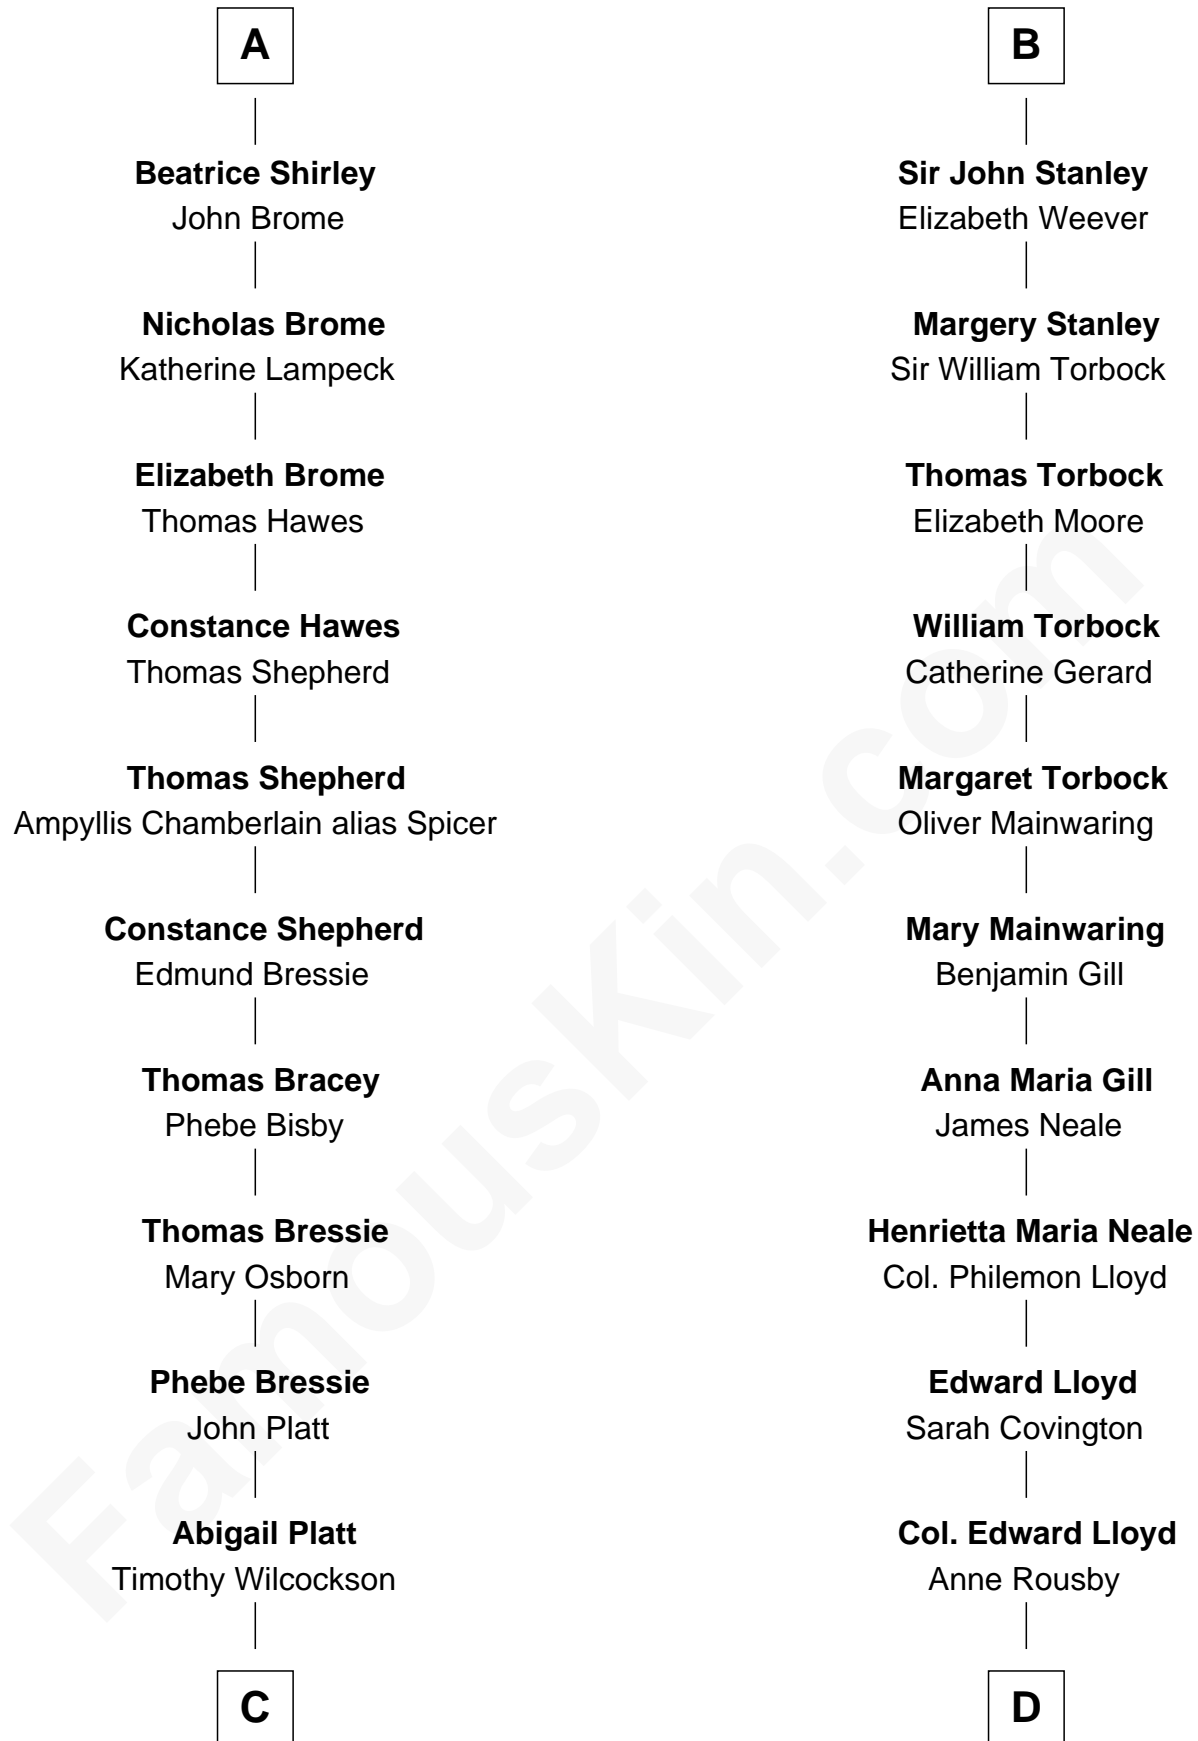 A
Beatrice Shirley
John Brome
Nicholas Brome
Katherine Lampeck
Elizabeth Brome
Thomas Hawes
Constance Hawes
Thomas Shepherd
Thomas Shepherd
Ampyllis Chamberlain alias Spicer
Constance Shepherd
Edmund Bressie
Thomas Bracey
Phebe Bisby
Thomas Bressie
Mary Osborn
Phebe Bressie
John Platt
Abigail Platt
Timothy Wilcockson
C
B
Sir John Stanley
Elizabeth Weever
Margery Stanley
Sir William Torbock
Thomas Torbock
Elizabeth Moore
William Torbock
Catherine Gerard
Margaret Torbock
Oliver Mainwaring
Mary Mainwaring
Benjamin Gill
Anna Maria Gill
James Neale
Henrietta Maria Neale
Col. Philemon Lloyd
Edward Lloyd
Sarah Covington
Col. Edward Lloyd
Anne Rousby
D
FamousKin.com